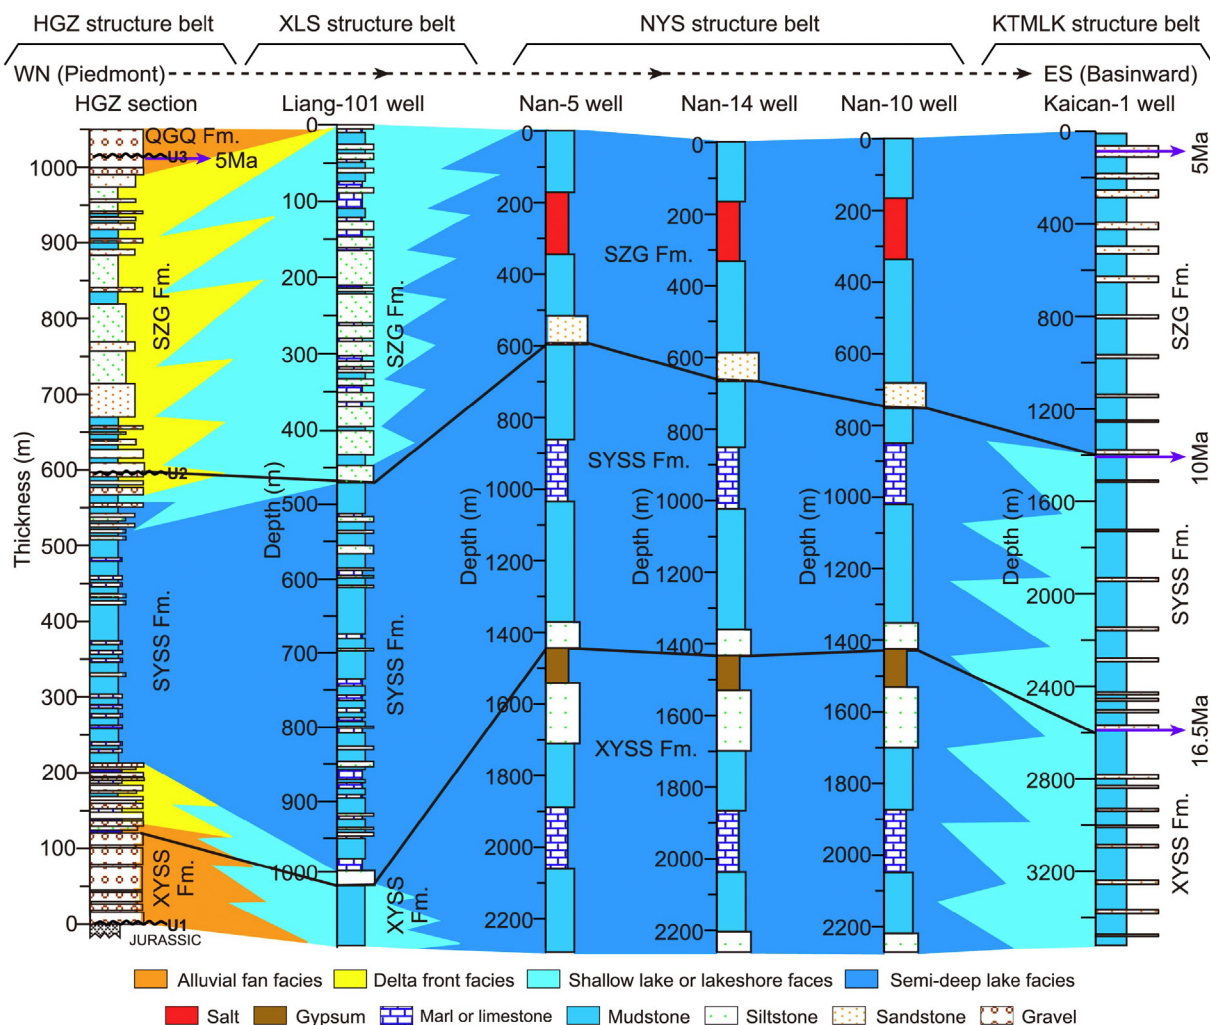 HGZ structure belt
XLS structure belt
NYS structure belt
KTMLK structure belt
WN (Piedmont)
ES (Basinward)
HGZ section
Liang-101 well
Nan-5 well
Nan-14 well
Nan-10 well
Kaican-1 well
Thickness (m)
1000
900
800
700
600
500
400
300
200
100
0
QGQ Fm.
U3
5Ma
SZG Fm.
U2
SYSS Fm.
XYSS Fm.
U1
JURASSIC
Depth (m)
0
100
200
300
400
500
600
700
800
900
1000
SZG Fm.
SYSS Fm.
XYSS Fm.
Depth (m)
0
200
400
600
800
1000
1200
1400
1600
1800
2000
2200
SZG Fm.
SYSS Fm.
XYSS Fm.
Depth (m)
0
200
400
600
800
1000
1200
1400
1600
1800
2000
2200
Depth (m)
0
200
400
600
800
1000
1200
1400
1600
1800
2000
2200
Depth (m)
0
400
800
1200
1600
2000
2400
2800
3200
5Ma
SZG Fm.
10Ma
SYSS Fm.
16.5Ma
XYSS Fm.
Alluvial fan facies
Delta front facies
Shallow lake or lakeshore faces
Semi-deep lake facies
Salt
Gypsum
Marl or limestone
Mudstone
Siltstone
Sandstone
Gravel